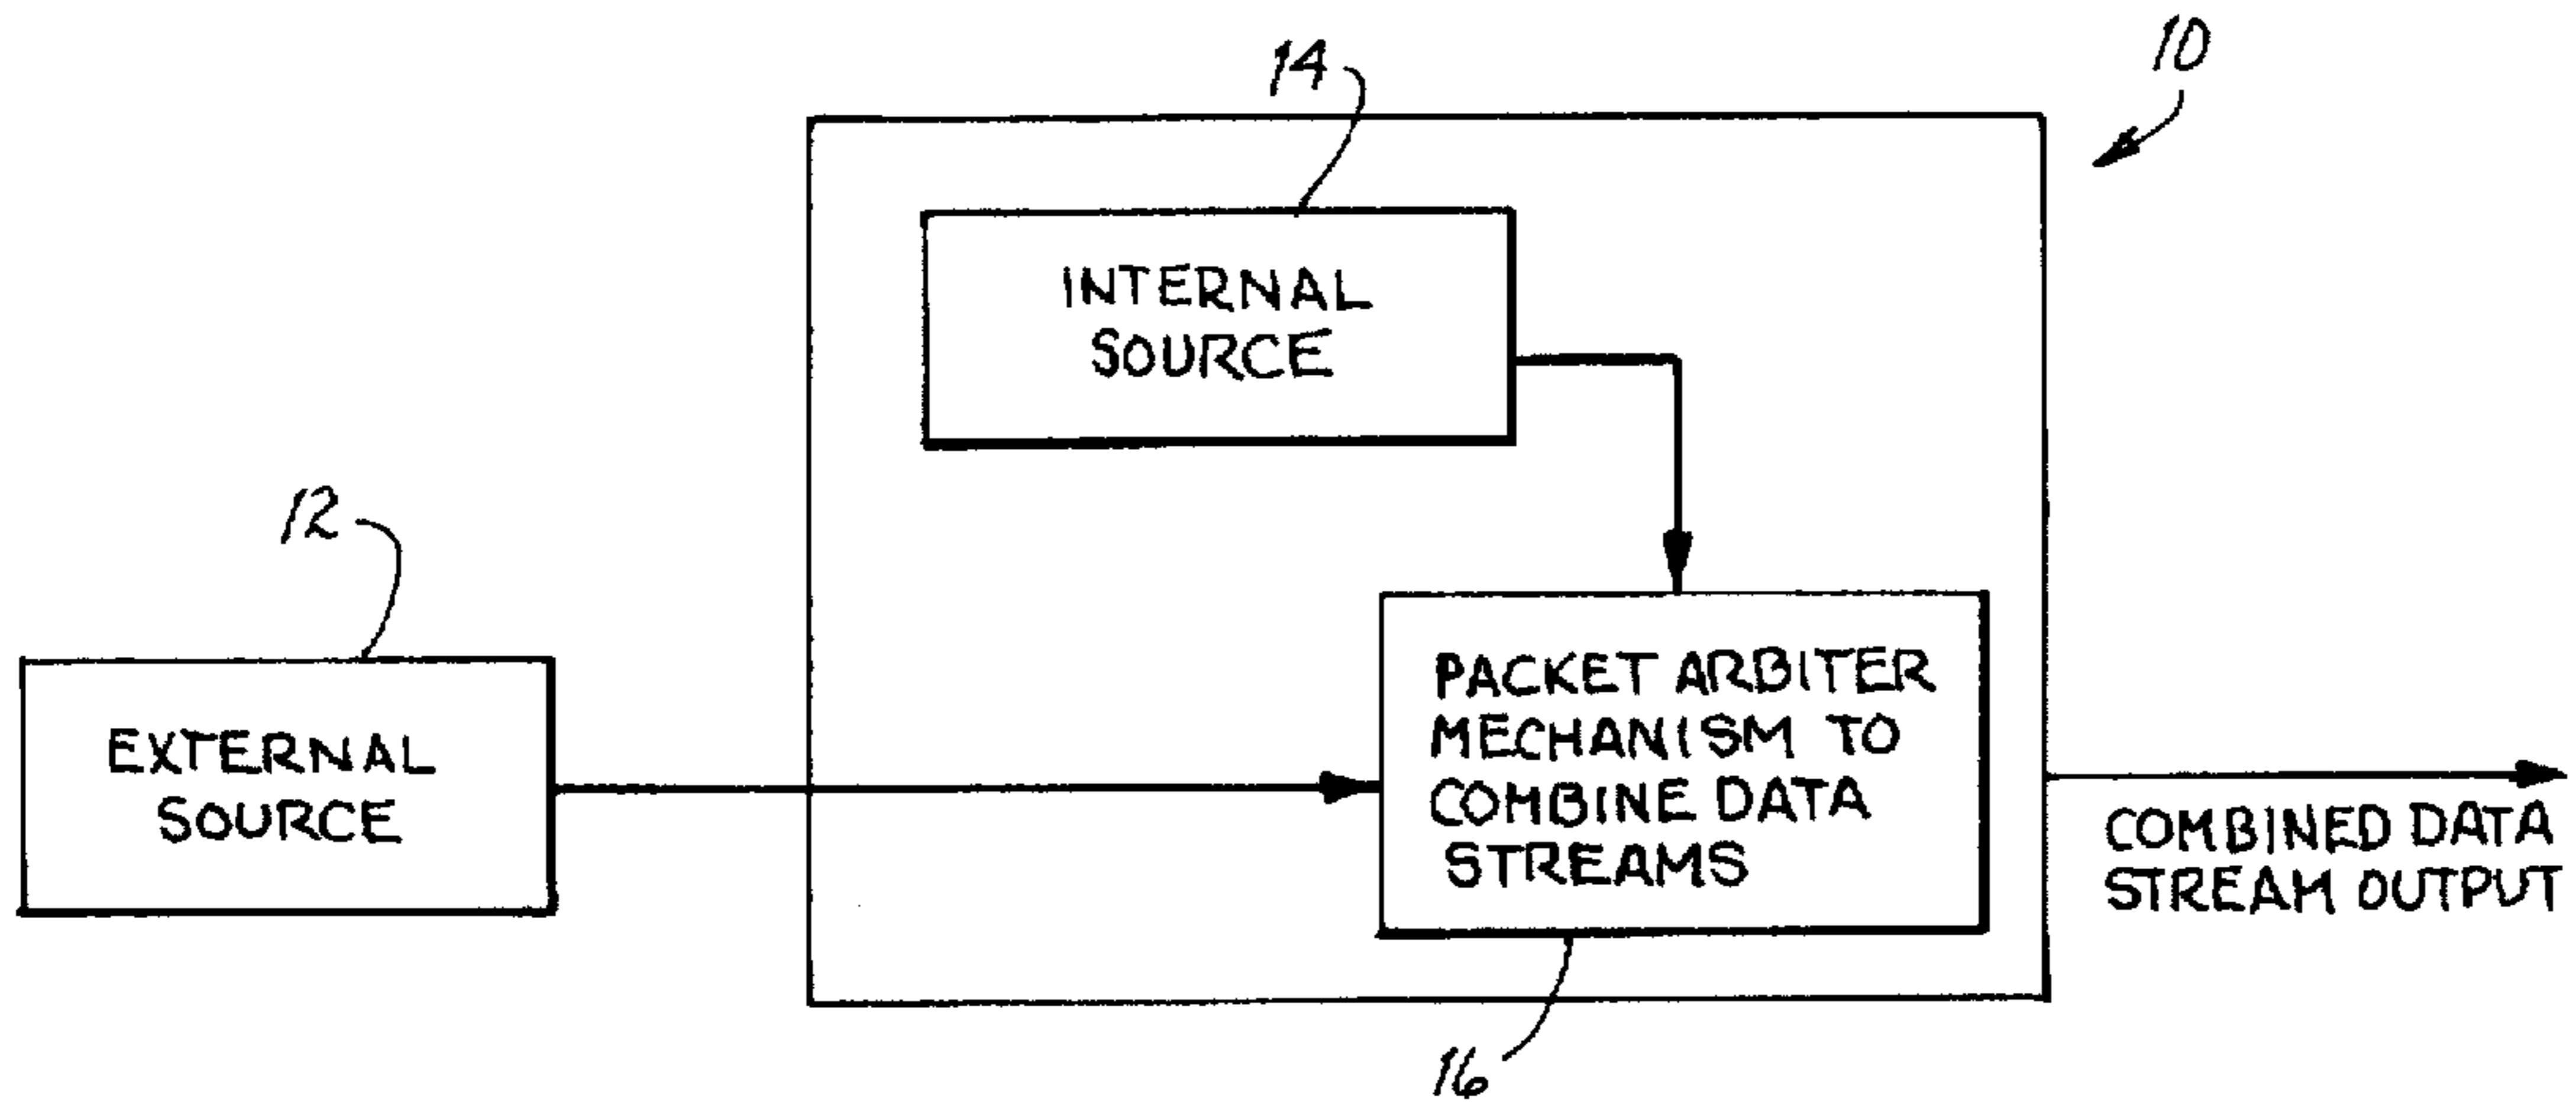 10
14
INTERNAL
SOURCE
12
EXTERNAL
SOURCE
PACKET ARBITER
MECHANISM TO
COMBINE DATA
STREAMS
COMBINED DATA
STREAM OUTPUT
16